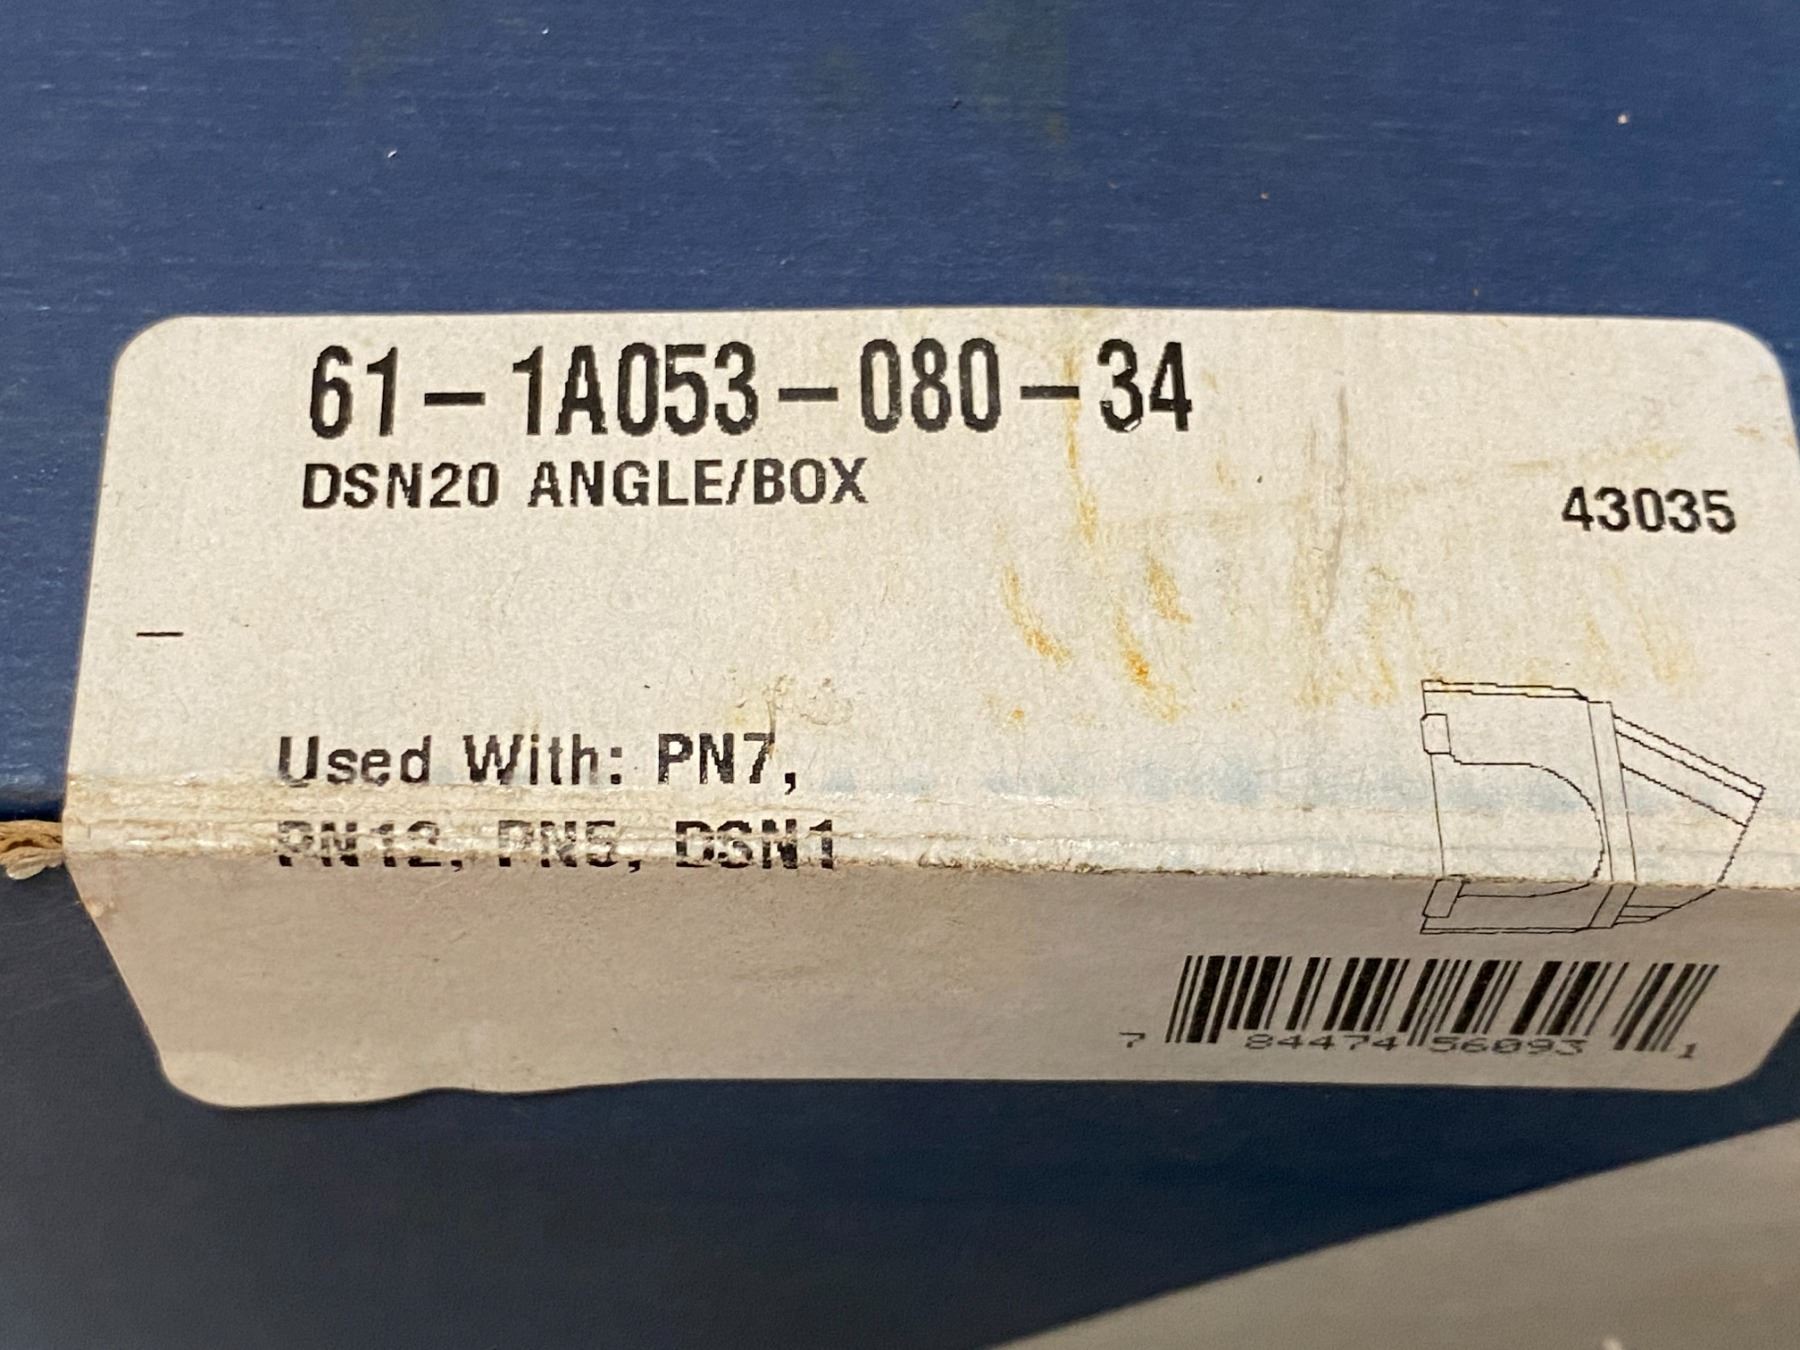 61-1A053-080-34
DSN20 ANGLE/BOX
43035
Used With: PN7,
PN12, PN5, DSN1
7 84474 56093 1